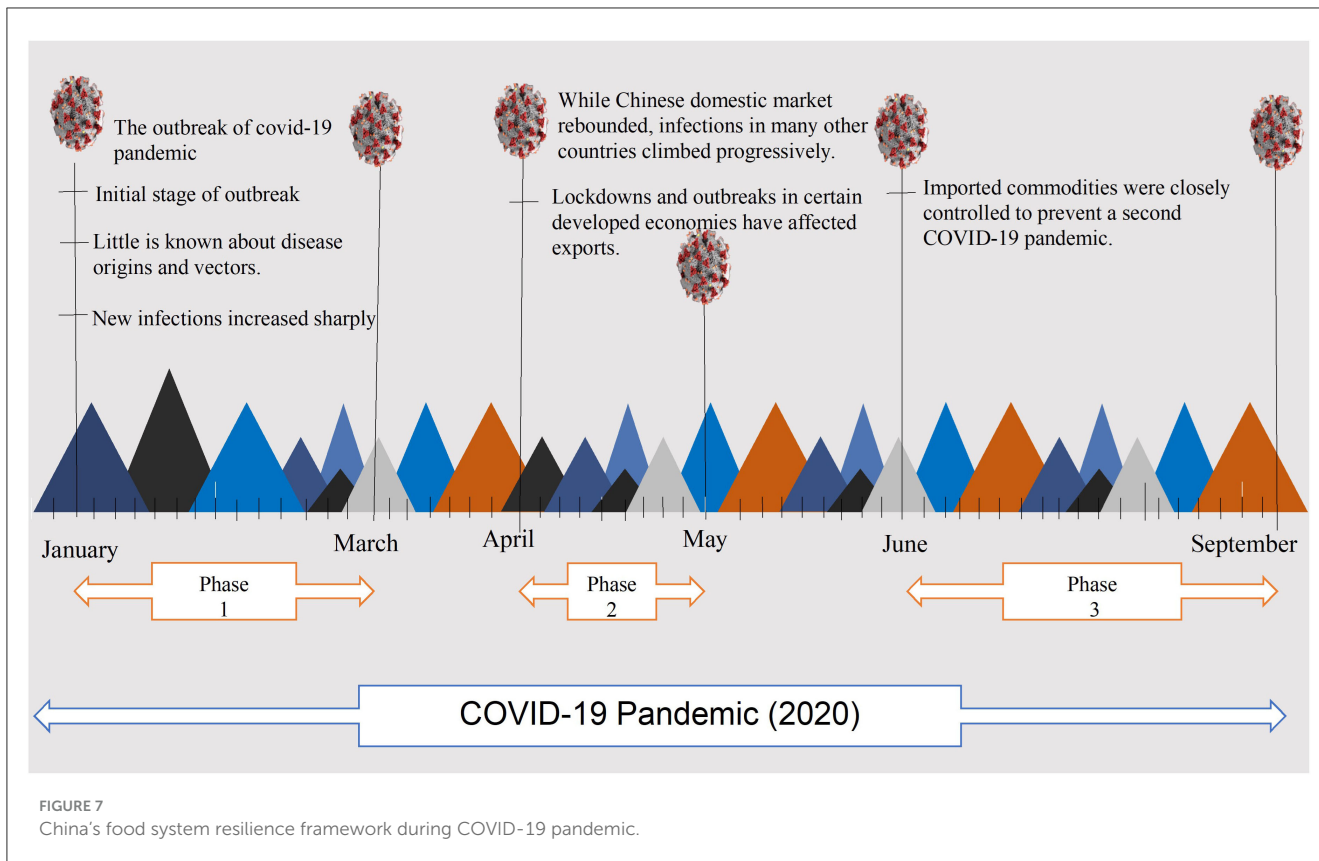 The outbreak of covid-19
pandemic
Initial stage of outbreak
Little is known about disease
origins and vectors.
New infections increased sharply
While Chinese domestic market
rebounded, infections in many other
countries climbed progressively.
Lockdowns and outbreaks in certain
developed economies have affected
exports.
Imported commodities were closely
controlled to prevent a second
COVID-19 pandemic.
January
March
April
May
June
September
Phase
1
Phase
2
Phase
3
COVID-19 Pandemic (2020)
FIGURE 7
China's food system resilience framework during COVID-19 pandemic.